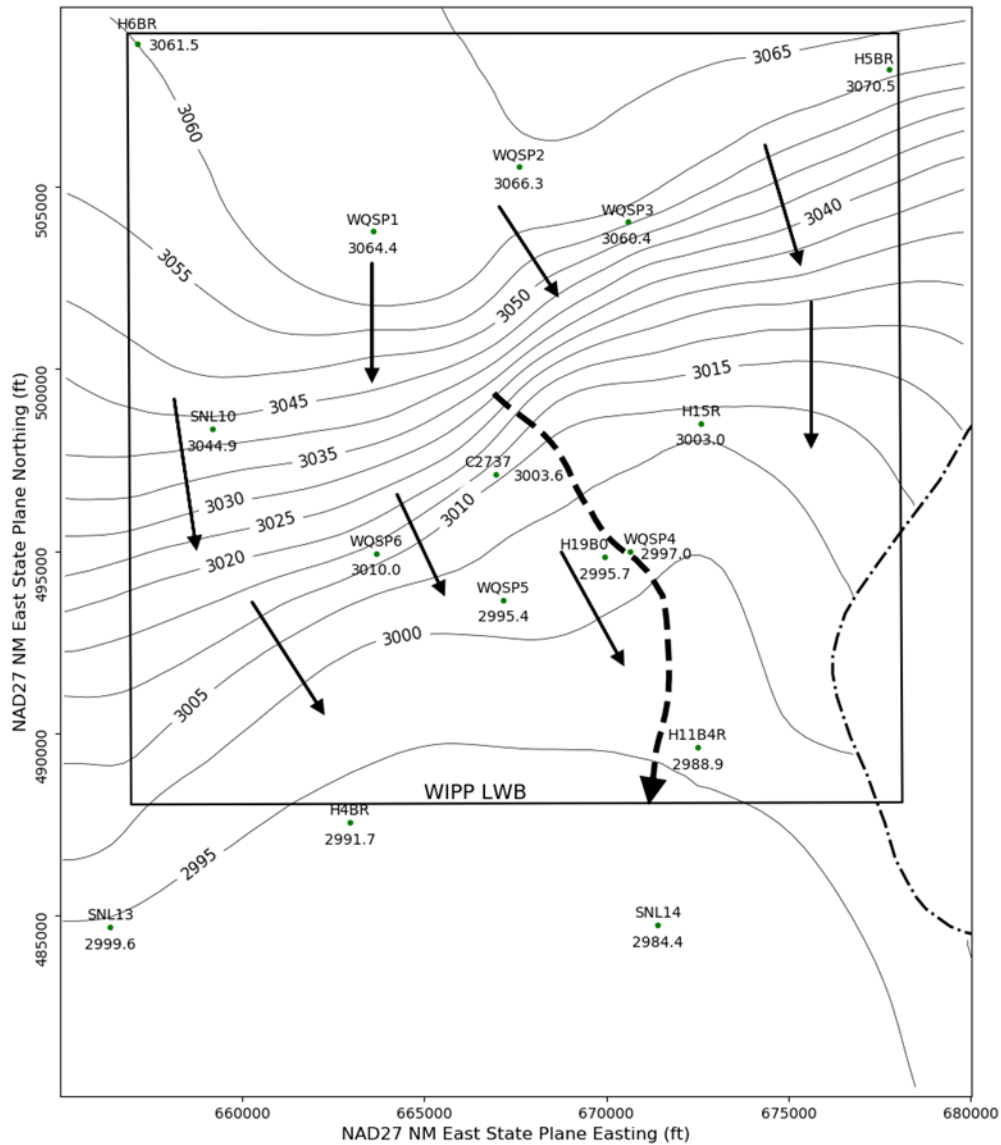 H6BR
3061.5
3065
H5BR
3070.5
3060
WQSP2
3066.3
WQSP3
3060.4
3040
WQSP1
3064.4
3055
3050
3045
3015
SNL10
3044.9
H15R
3003.0
3035
C2737
3003.6
3030
3010
3025
3020
WQSP6
3010.0
H19B0
2995.7
WQSP4
2997.0
WQSP5
2995.4
3000
3005
H11B4R
2988.9
WIPP LWB
H4BR
2991.7
2995
SNL13
2999.6
SNL14
2984.4
505000
500000
495000
490000
485000
NAD27 NM East State Plane Northing (ft)
660000
665000
670000
675000
680000
NAD27 NM East State Plane Easting (ft)